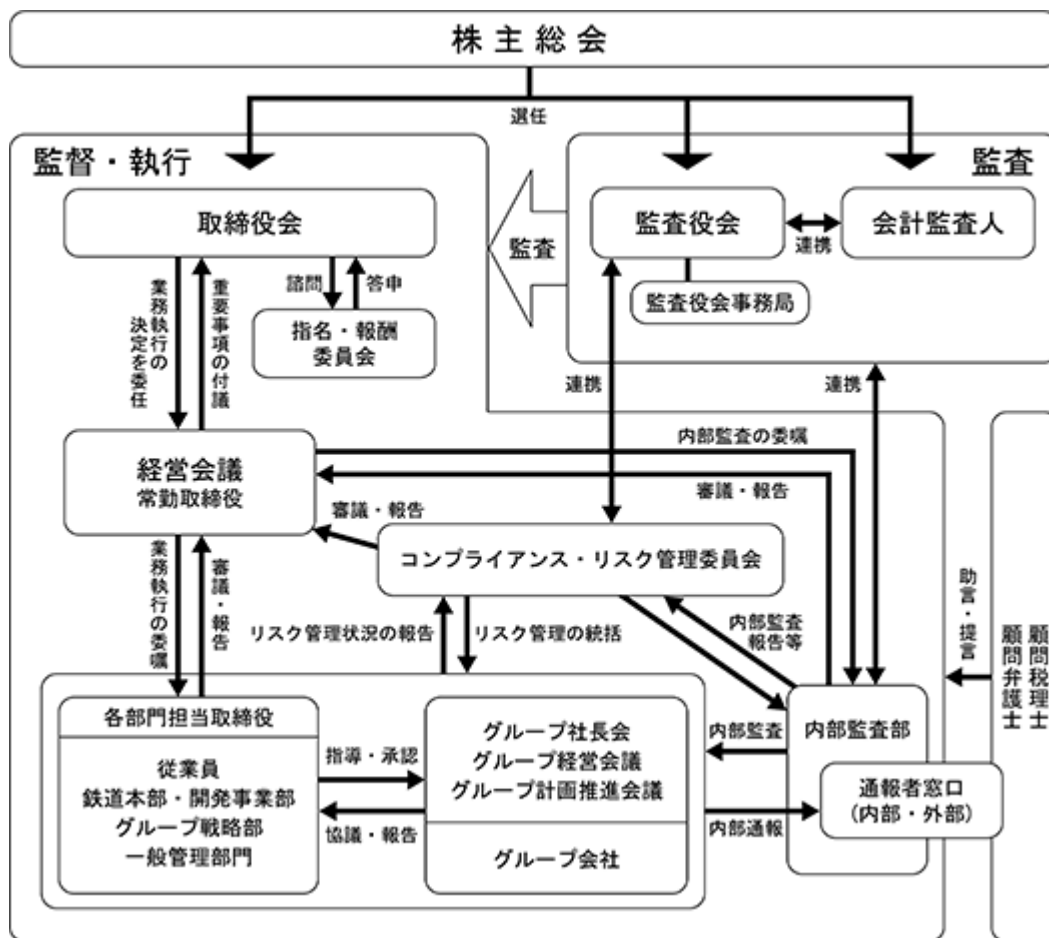 株主総会
選任
監督・執行
監査
取締役会
監査
監査役会
連携
会計監査人
監査役会事務局
諮問
答申
指名・報酬
委員会
業務執行の
決定を委任
重要事項の付議
連携
連携
経営会議
常勤取締役
内部監査の委嘱
審議・報告
審議・報告
コンプライアンス・リスク管理委員会
業務執行の委嘱
審議・報告
リスク管理状況の報告
リスク管理の統括
内部監査
報告等
助言・提言
顧問税理士
顧問弁護士
各部門担当取締役
従業員
鉄道本部・開発事業部
グループ戦略部
一般管理部門
指導・承認
協議・報告
グループ社長会
グループ経営会議
グループ計画推進会議
グループ会社
内部監査
内部通報
内部監査部
通報者窓口
（内部・外部）